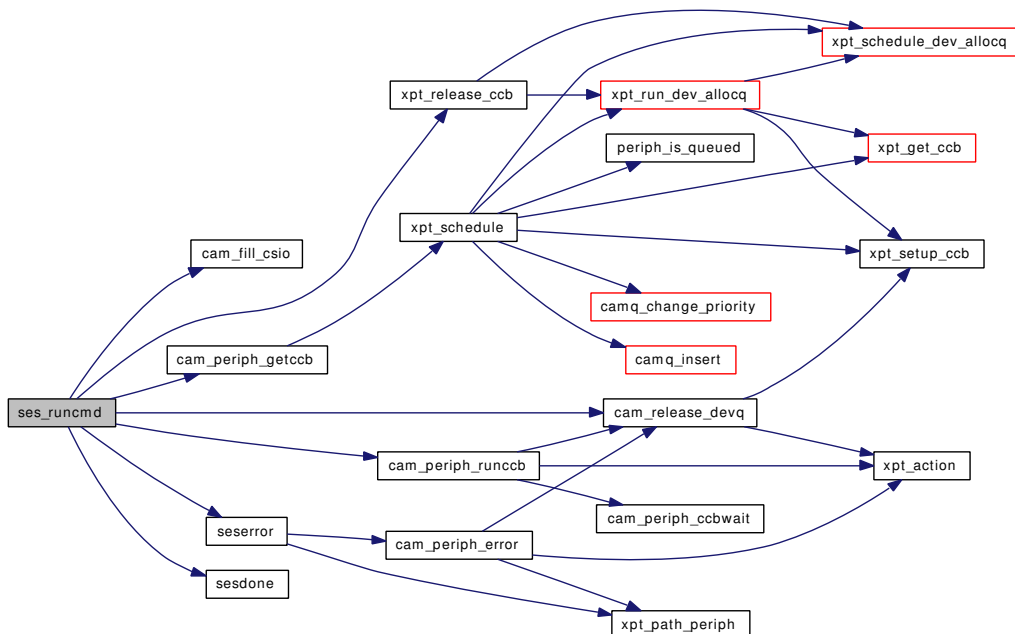 xpt_schedule_dev_allocq
xpt_release_ccb
xpt_run_dev_allocq
periph_is_queued
xpt_get_ccb
xpt_schedule
cam_fill_csio
xpt_setup_ccb
camq_change_priority
cam_periph_getccb
camq_insert
ses_runcmd
cam_release_devq
cam_periph_runccb
xpt_action
cam_periph_ccbwait
seserror
cam_periph_error
sesdone
xpt_path_periph